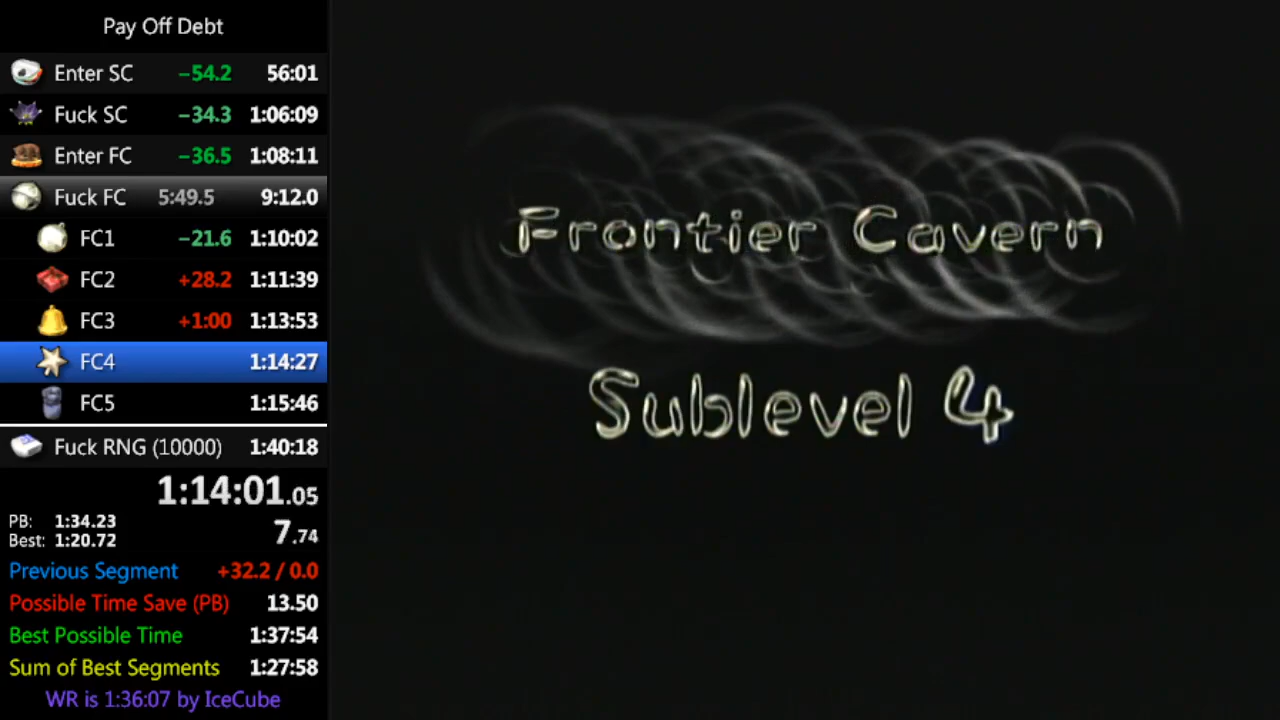 Pay Off Debt
Enter SC −54.2 56:01
Fuck SC −34.3 1:06:09
Enter FC −36.5 1:08:11
Fuck FC 5:49.5 9:12.0
FC1 −21.6 1:10:02
FC2 +28.2 1:11:39
FC3 +1:00 1:13:53
FC4 1:14:27
FC5 1:15:46
Fuck RNG (10000) 1:40:18
1:14:01.05
PB: 1:34.23
Best: 1:20.72
7.74
Previous Segment +32.2 / 0.0
Possible Time Save (PB) 13.50
Best Possible Time 1:37:54
Sum of Best Segments 1:27:58
WR is 1:36:07 by IceCube
Frontier Cavern
Sublevel 4